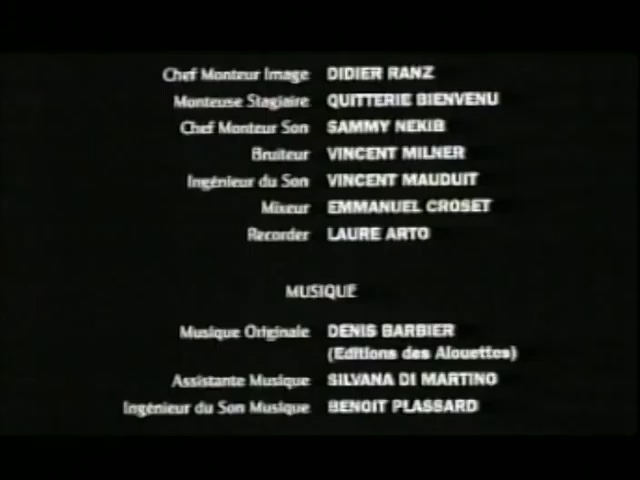 Chef Monteur Image DIDIER RANZ
Monteuse Stagiaire QUITTERIE BIENVENU
Chef Monteur Son SAMMY NEKIB
Bruiteur VINCENT MILNER
Ingénieur du Son VINCENT MAUDUIT
Mixeur EMMANUEL CROSET
Recorder LAURE ARTO
MUSIQUE
Musique Originale DENIS BARBIER
(Editions des Alouettes)
Assistante Musique SILVANA DI MARTINO
Ingénieur du Son Musique BENOIT PLASSARD